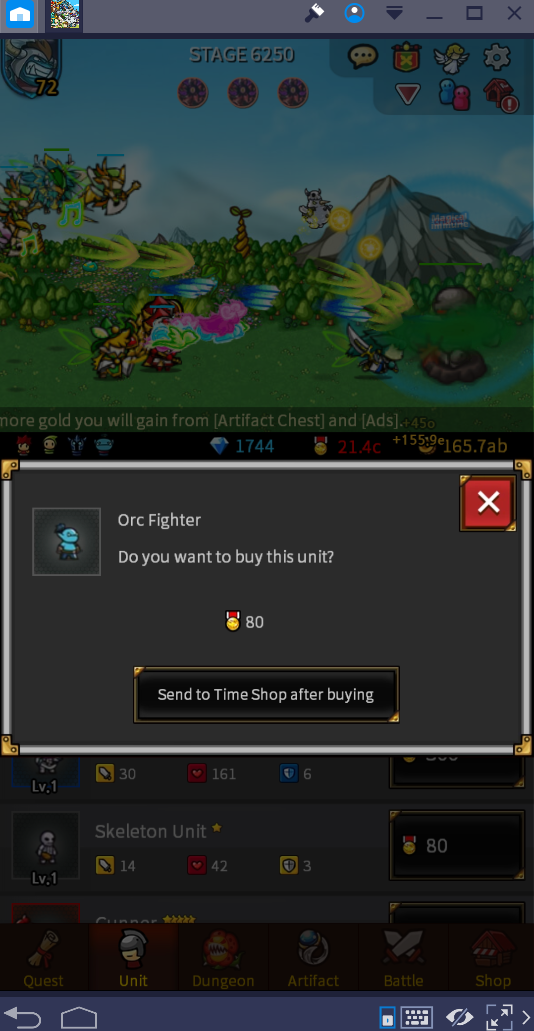 STAGE 6250
72
more gold you will gain from [Artifact Chest] and [Ads].
+45o
1744
21.4c
+155.9e
165.7ab
Orc Fighter
Do you want to buy this unit?
80
Send to Time Shop after buying
Lv.1
30
161
6
Skeleton Unit
Lv.1
14
42
3
80
Gunner
Quest
Unit
Dungeon
Artifact
Battle
Shop